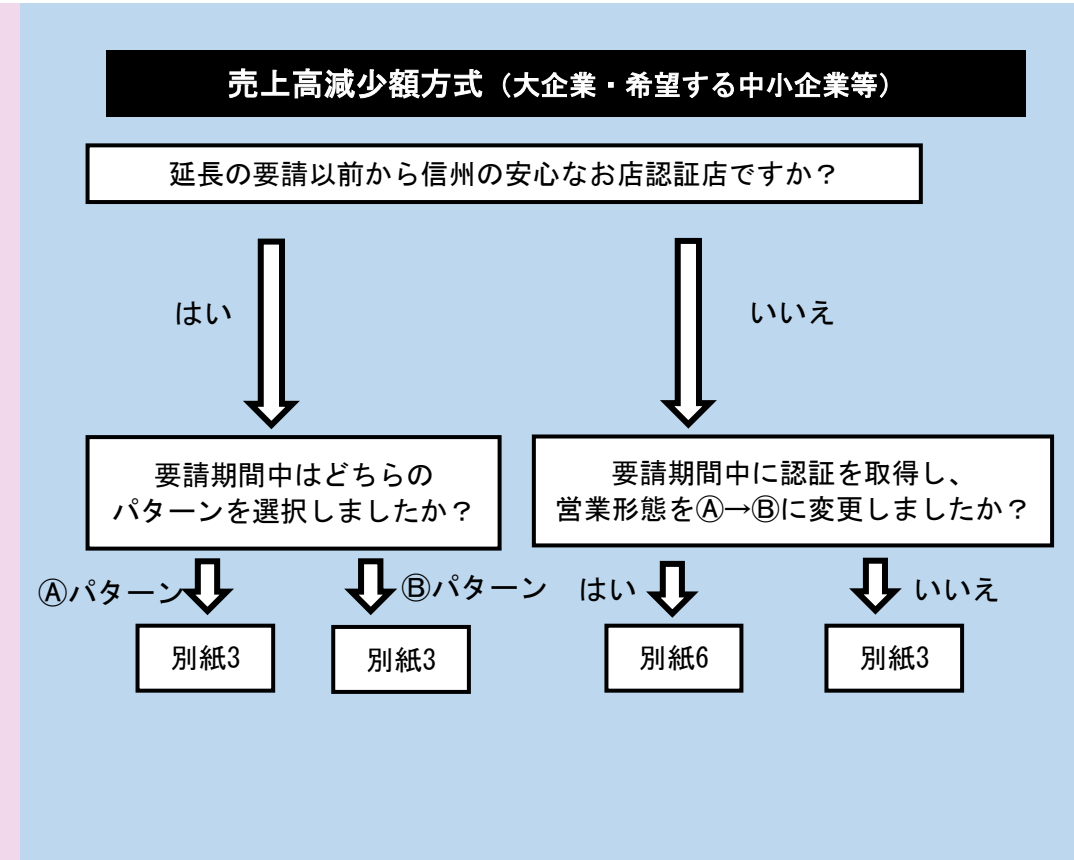 売上高減少額方式（大企業・希望する中小企業等）
延長の要請以前から信州の安心なお店認証店ですか？
はい
いいえ
要請期間中はどちらの
パターンを選択しましたか？
要請期間中に認証を取得し、
営業形態をⒶ→Ⓑに変更しましたか？
Ⓐパターン
Ⓑパターン
はい
いいえ
別紙3
別紙3
別紙6
別紙3